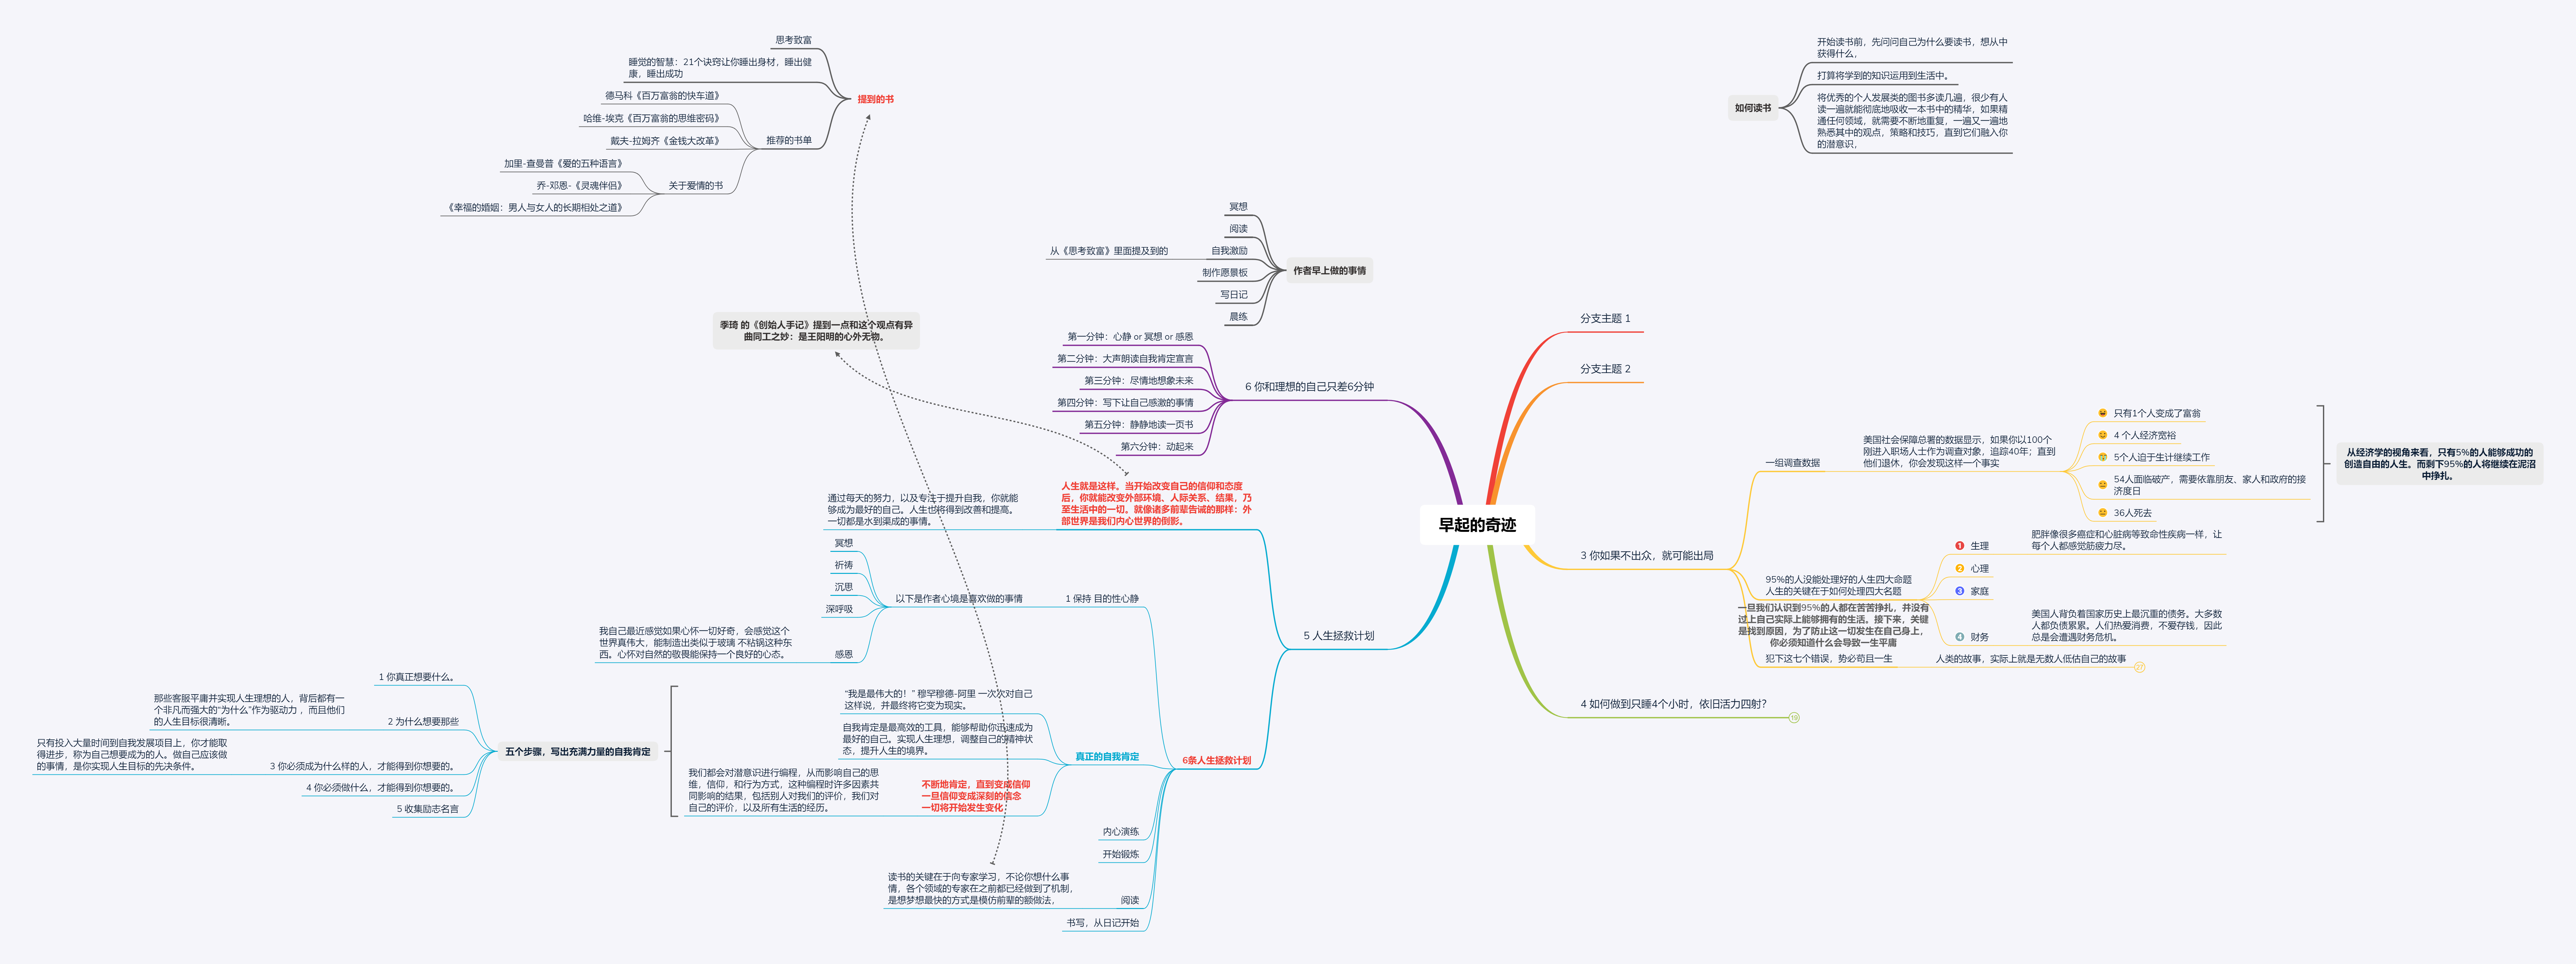 早起的奇迹
分支主题 1
分支主题 2
3 你如果不出众，就可能出局
一组调查数据
美国社会保障总署的数据显示，如果你以100个
刚进入职场人士作为调查对象，追踪40年；直到
他们退休，你会发现这样一个事实
只有1个人变成了富翁
4 个人经济宽裕
5个人迫于生计继续工作
54人面临破产，需要依靠朋友、家人和政府的接
济度日
36人死去
从经济学的视角来看，只有5%的人能够成功的
创造自由的人生。而剩下95%的人将继续在泥沼
中挣扎。
95%的人没能处理好的人生四大命题
人生的关键在于如何处理四大名题
1 生理
肥胖像很多癌症和心脏病等致命性疾病一样，让
每个人都感觉筋疲力尽。
2 心理
3 家庭
4 财务
美国人背负着国家历史上最沉重的债务。大多数
人都负债累累。人们热爱消费，不爱存钱，因此
总是会遭遇财务危机。
一旦我们认识到95%的人都在苦苦挣扎，并没有
过上自己实际上能够拥有的生活。接下来，关键
是找到原因，为了防止这一切发生在自己身上，
你必须知道什么会导致一生平庸
犯下这七个错误，势必苟且一生
人类的故事，实际上就是无数人低估自己的故事
27
4 如何做到只睡4个小时，依旧活力四射？
19
5 人生拯救计划
人生就是这样。当开始改变自己的信仰和态度
后，你就能改变外部环境、人际关系、结果，乃
至生活中的一切。就像诸多前辈告诫的那样：外
部世界是我们内心世界的倒影。
通过每天的努力，以及专注于提升自我，你就能
够成为最好的自己。人生也将得到改善和提高。
一切都是水到渠成的事情。
6条人生拯救计划
1 保持 目的性心静
以下是作者心境是喜欢做的事情
冥想
祈祷
沉思
深呼吸
感恩
我自己最近感觉如果心怀一切好奇，会感觉这个
世界真伟大，能制造出类似于玻璃 不粘锅这种东
西。心怀对自然的敬畏能保持一个良好的心态。
真正的自我肯定
“我是最伟大的！” 穆罕穆德-阿里 一次次对自己
这样说，并最终将它变为现实。
自我肯定是最高效的工具，能够帮助你迅速成为
最好的自己。实现人生理想，调整自己的精神状
态，提升人生的境界。
不断地肯定，直到变成信仰
一旦信仰变成深刻的信念
一切将开始发生变化
我们都会对潜意识进行编程，从而影响自己的思
维，信仰，和行为方式，这种编程时许多因素共
同影响的结果，包括别人对我们的评价，我们对
自己的评价，以及所有生活的经历。
五个步骤，写出充满力量的自我肯定
1 你真正想要什么。
2 为什么想要那些
那些客服平庸并实现人生理想的人，背后都有一
个非凡而强大的“为什么”作为驱动力 ，而且他们
的人生目标很清晰。
3 你必须成为什么样的人，才能得到你想要的。
只有投入大量时间到自我发展项目上，你才能取
得进步，称为自己想要成为的人。做自己应该做
的事情，是你实现人生目标的先决条件。
4 你必须做什么，才能得到你想要的。
5 收集励志名言
内心演练
开始锻炼
阅读
读书的关键在于向专家学习，不论你想什么事
情，各个领域的专家在之前都已经做到了机制，
是想梦想最快的方式是模仿前辈的额做法，
书写，从日记开始
6 你和理想的自己只差6分钟
第一分钟：心静 or 冥想 or 感恩
第二分钟：大声朗读自我肯定宣言
第三分钟：尽情地想象未来
第四分钟：写下让自己感激的事情
第五分钟：静静地读一页书
第六分钟：动起来
作者早上做的事情
冥想
阅读
自我激励
从《思考致富》里面提及到的
制作愿景板
写日记
晨练
季琦 的《创始人手记》提到一点和这个观点有异
曲同工之妙：是王阳明的心外无物。
提到的书
思考致富
睡觉的智慧：21个诀窍让你睡出身材，睡出健
康，睡出成功
推荐的书单
德马科《百万富翁的快车道》
哈维-埃克《百万富翁的思维密码》
戴夫-拉姆齐《金钱大改革》
关于爱情的书
加里-查曼普《爱的五种语言》
乔-邓恩-《灵魂伴侣》
《幸福的婚姻：男人与女人的长期相处之道》
如何读书
开始读书前，先问问自己为什么要读书，想从中
获得什么，
打算将学到的知识运用到生活中。
将优秀的个人发展类的图书多读几遍，很少有人
读一遍就能彻底地吸收一本书中的精华，如果精
通任何领域，就需要不断地重复，一遍又一遍地
熟悉其中的观点，策略和技巧，直到它们融入你
的潜意识，